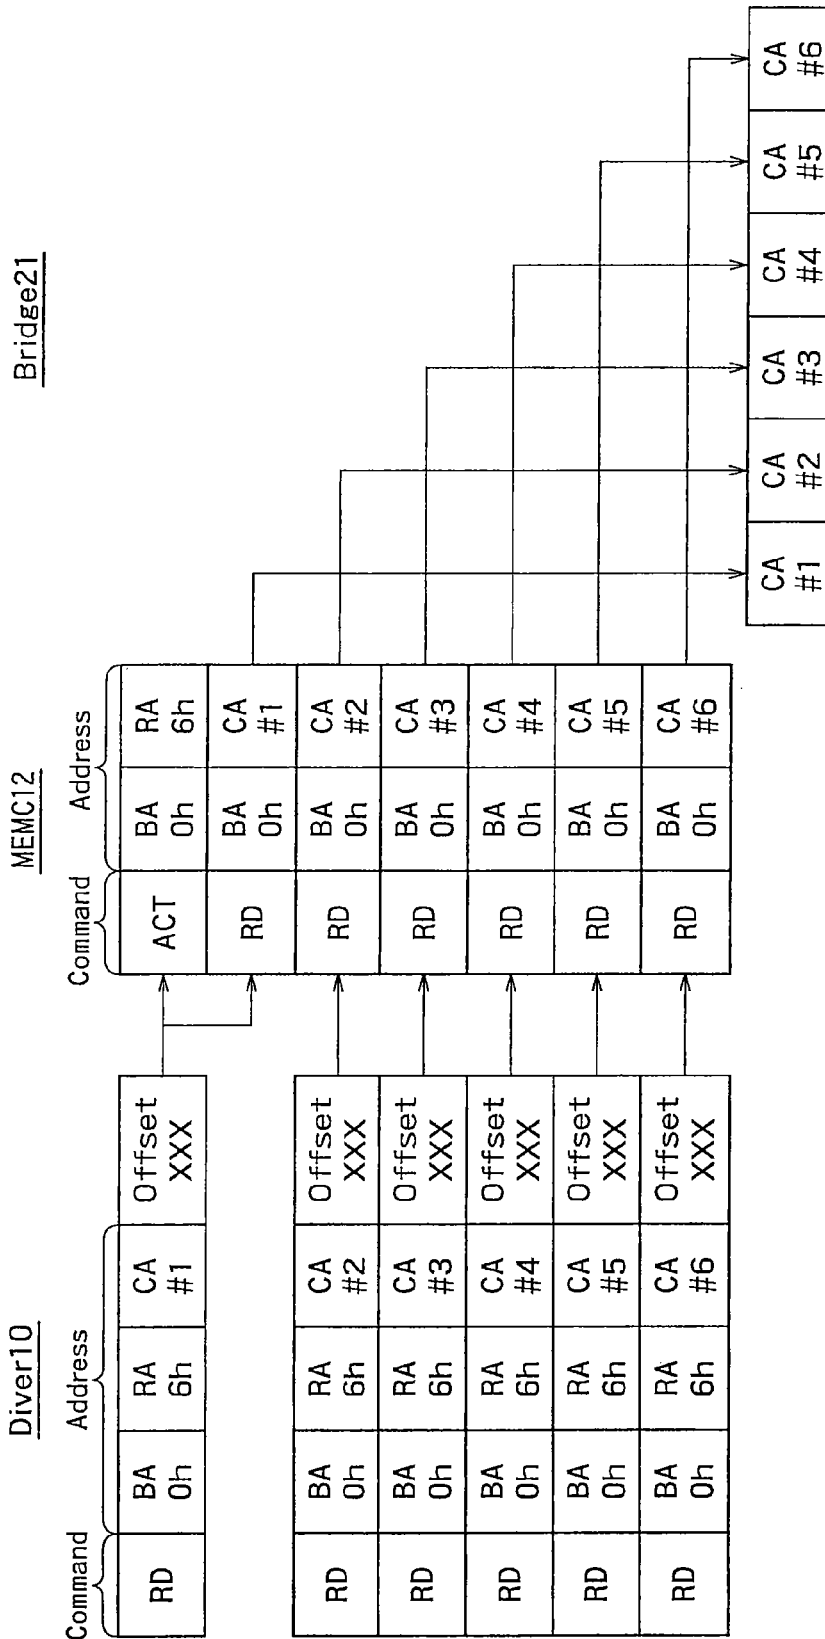 Diver10
Command Address
RD BA 0h RA 6h CA #1 Offset XXX
RD BA 0h RA 6h CA #2 Offset XXX
RD BA 0h RA 6h CA #3 Offset XXX
RD BA 0h RA 6h CA #4 Offset XXX
RD BA 0h RA 6h CA #5 Offset XXX
RD BA 0h RA 6h CA #6 Offset XXX
MEMC12
Command Address
ACT BA 0h RA 6h
RD BA 0h CA #1
RD BA 0h CA #2
RD BA 0h CA #3
RD BA 0h CA #4
RD BA 0h CA #5
RD BA 0h CA #6
Bridge21
CA #1 CA #2 CA #3 CA #4 CA #5 CA #6